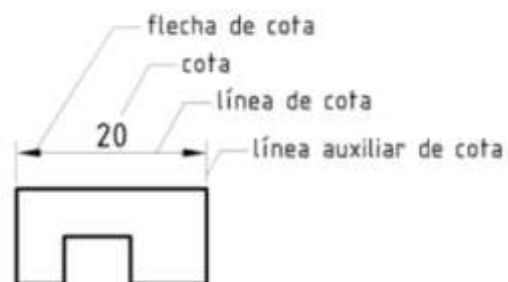 flecha de cota
cota
línea de cota
20
línea auxiliar de cota